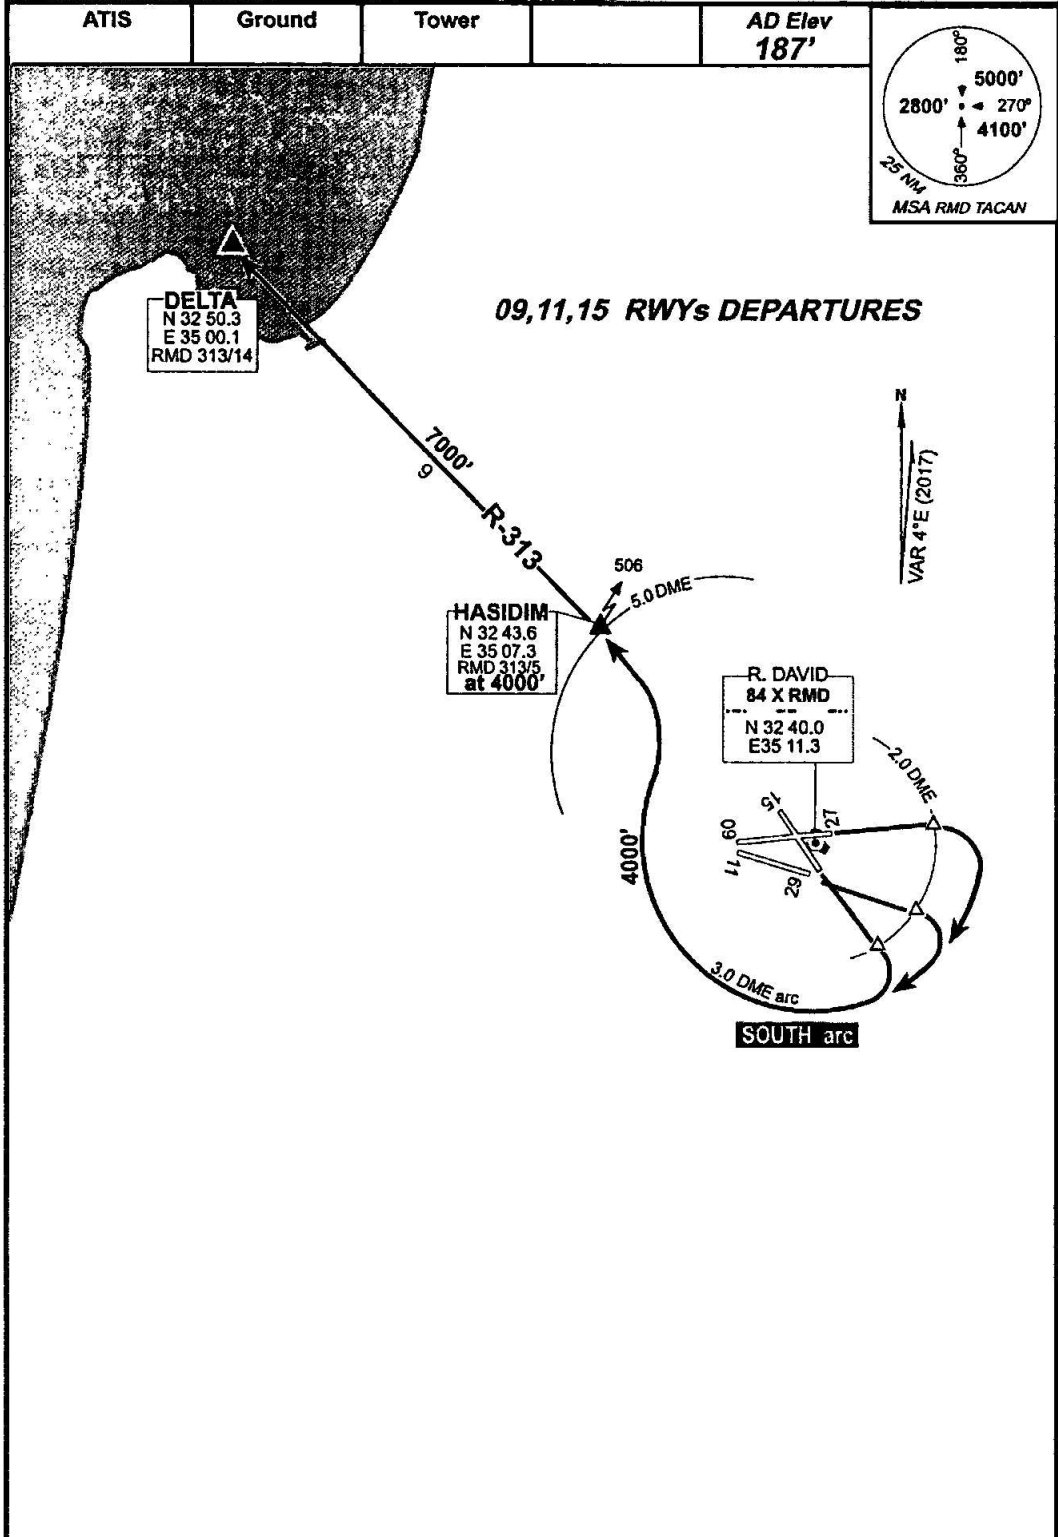 ATIS
Ground
Tower
AD Elev
187'
180°
5000'
2800'
270°
4100'
360°
25 NM
MSA RMD TACAN
DELTA
N 32 50.3
E 35 00.1
RMD 313/14
09,11,15 RWYs DEPARTURES
N
VAR 4°E (2017)
7000'
9
R-313
506
5.0 DME
HASIDIM
N 32 43.6
E 35 07.3
RMD 313/5
at 4000'
R. DAVID
84 X RMD
N 32 40.0
E35 11.3
2.0 DME
15
09
27
11
29
4000'
3.0 DME arc
SOUTH arc